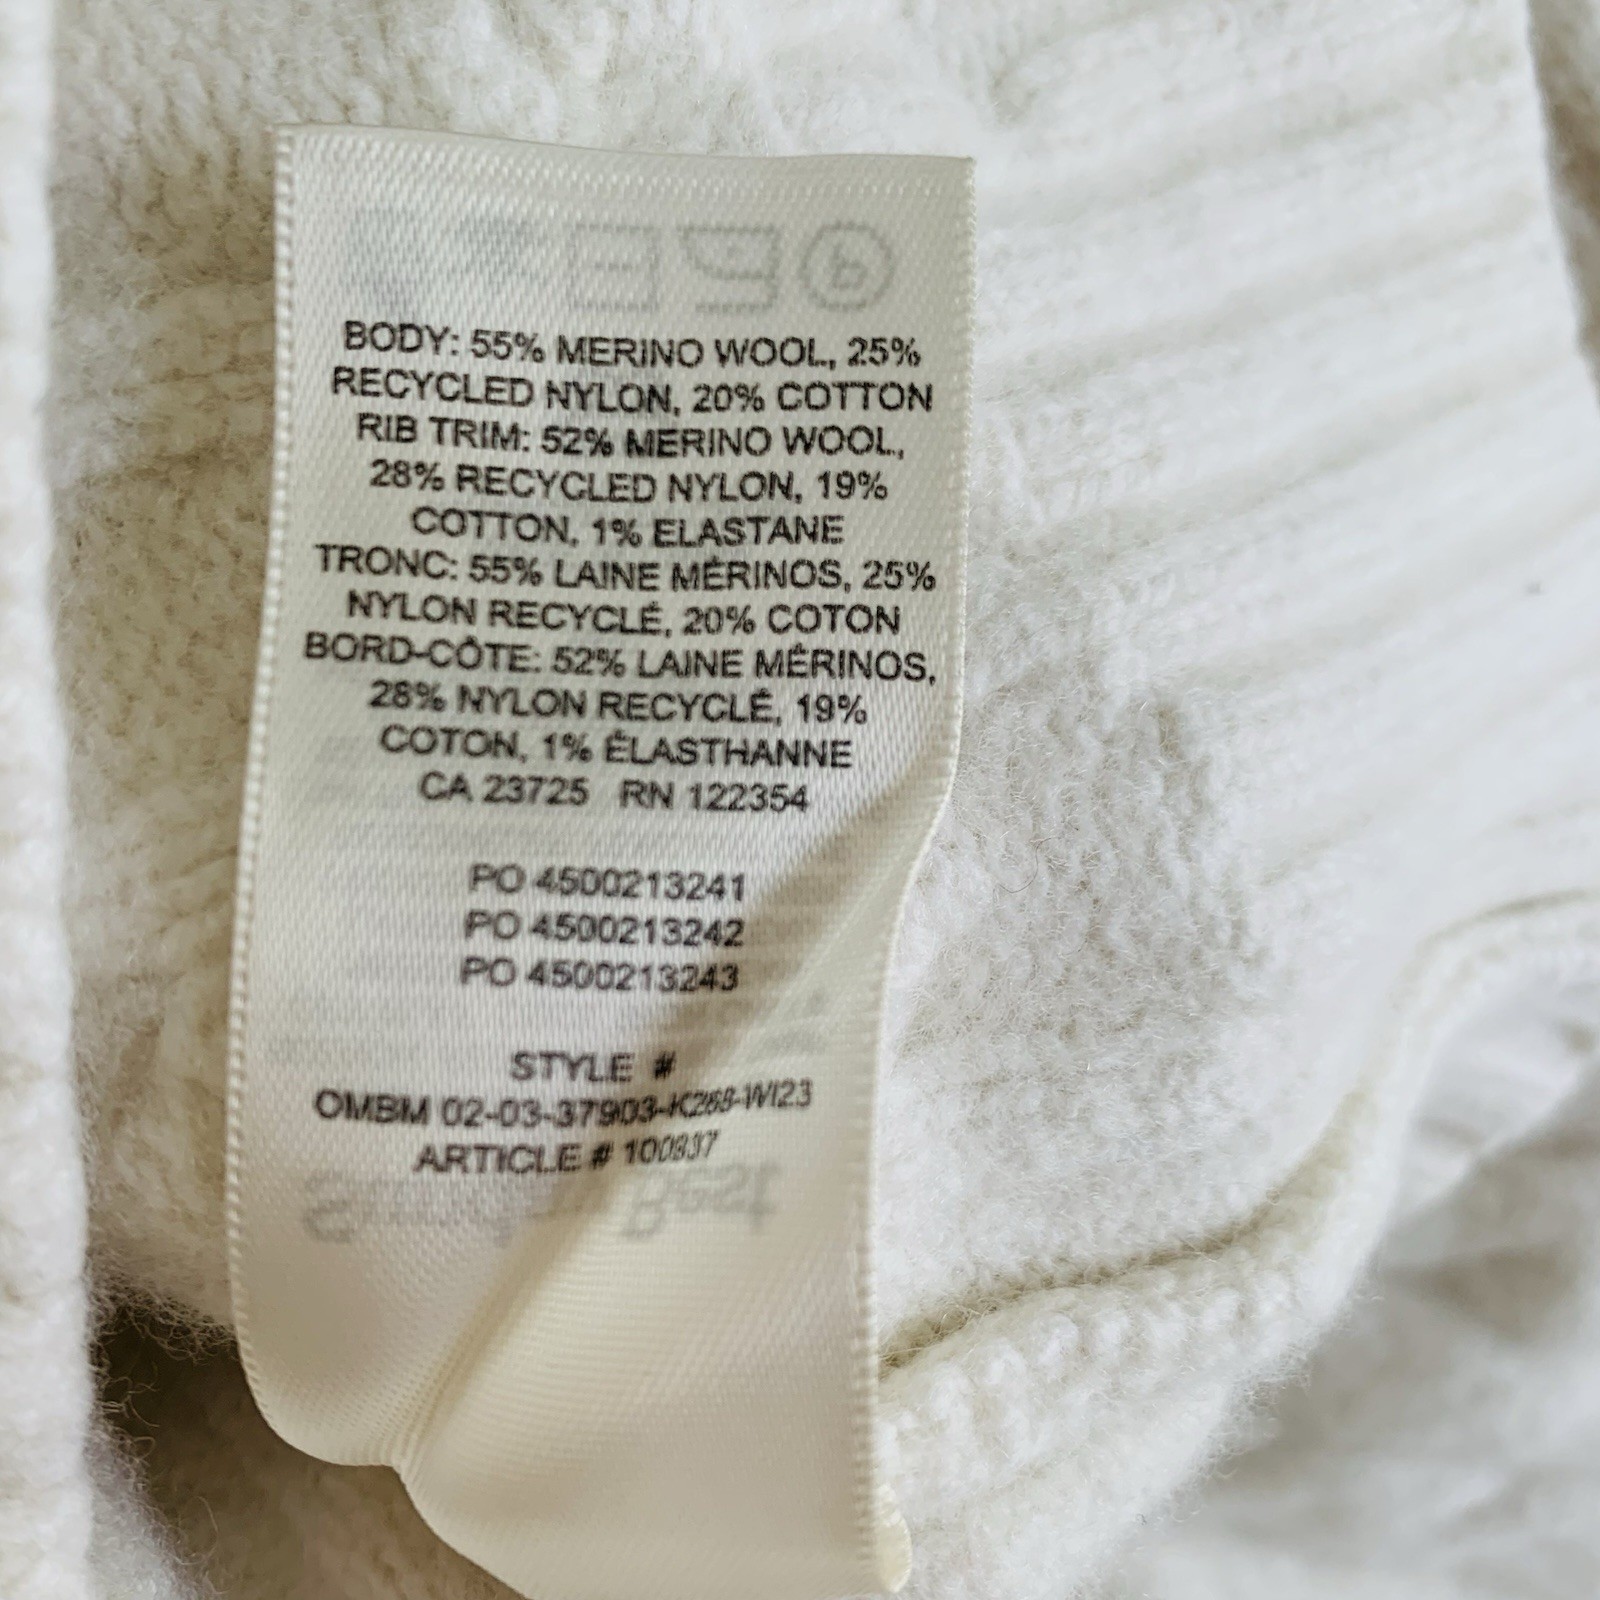 BODY: 55% MERINO WOOL, 25%
RECYCLED NYLON, 20% COTTON
RIB TRIM: 52% MERINO WOOL,
28% RECYCLED NYLON, 19%
COTTON, 1% ELASTANE
TRONC: 55% LAINE MÉRINOS, 25%
NYLON RECYCLÉ, 20% COTON
BORD-CÔTE: 52% LAINE MÉRINOS,
28% NYLON RECYCLÉ, 19%
COTON, 1% ÉLASTHANNE
CA 23725 RN 122354
PO 4500213241
PO 4500213242
PO 4500213243
STYLE #
OMBM 02-03-37903-K268-WI23
ARTICLE # 100937